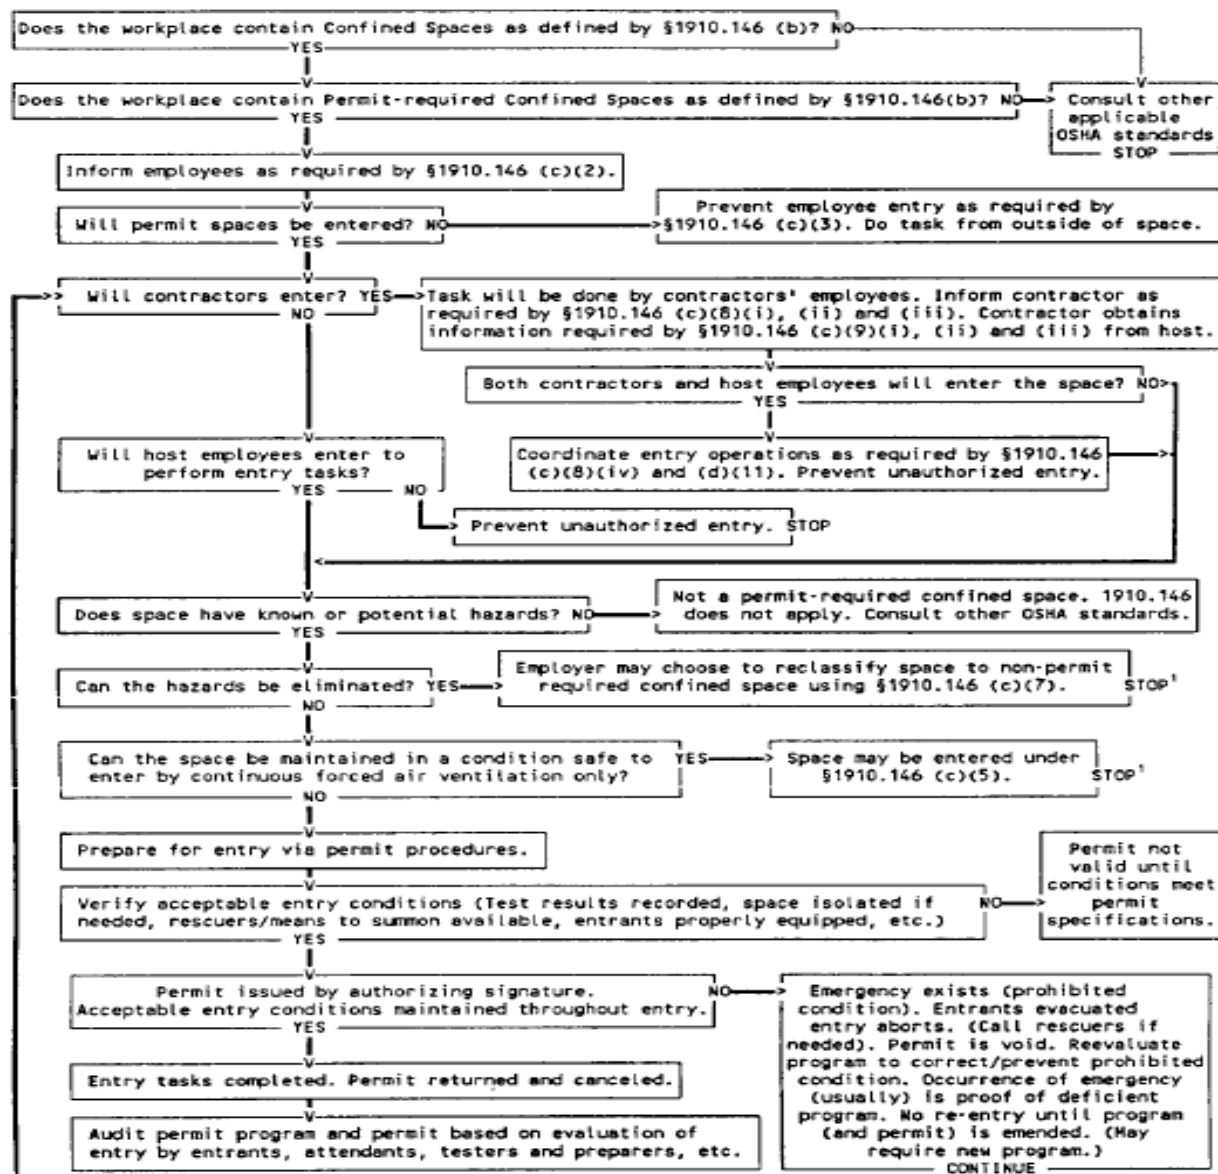 Does the workplace contain Confined Spaces as defined by §1910.146 (b)? NO
YES
Does the workplace contain Permit-required Confined Spaces as defined by §1910.146(b)? NO
YES
Consult other
applicable
OSHA standards
STOP
Inform employees as required by §1910.146 (c)(2).
Will permit spaces be entered? NO
YES
Prevent employee entry as required by
§1910.146 (c)(3). Do task from outside of space.
Will contractors enter? YES
NO
Task will be done by contractors' employees. Inform contractor as
required by §1910.146 (c)(8)(i), (ii) and (iii). Contractor obtains
information required by §1910.146 (c)(9)(i), (ii) and (iii) from host.
Both contractors and host employees will enter the space? NO
YES
Will host employees enter to
perform entry tasks?
YES NO
Coordinate entry operations as required by §1910.146
(c)(8)(iv) and (d)(11). Prevent unauthorized entry.
Prevent unauthorized entry. STOP
Does space have known or potential hazards? NO
YES
Not a permit-required confined space. 1910.146
does not apply. Consult other OSHA standards.
Can the hazards be eliminated? YES
NO
Employer may choose to reclassify space to non-permit
required confined space using §1910.146 (c)(7). STOP¹
Can the space be maintained in a condition safe to
enter by continuous forced air ventilation only?
YES
NO
Space may be entered under
§1910.146 (c)(5). STOP¹
Prepare for entry via permit procedures.
Verify acceptable entry conditions (Test results recorded, space isolated if
needed, rescuers/means to summon available, entrants properly equipped, etc.)
NO
YES
Permit not
valid until
conditions meet
permit
specifications.
Permit issued by authorizing signature.
Acceptable entry conditions maintained throughout entry.
NO
YES
Emergency exists (prohibited
condition). Entrants evacuated
entry aborts. (Call rescuers if
needed). Permit is void. Reevaluate
program to correct/prevent prohibited
condition. Occurrence of emergency
(usually) is proof of deficient
program. No re-entry until program
(and permit) is emended. (May
require new program.)
CONTINUE
Entry tasks completed. Permit returned and canceled.
Audit permit program and permit based on evaluation of
entry by entrants, attendants, testers and preparers, etc.